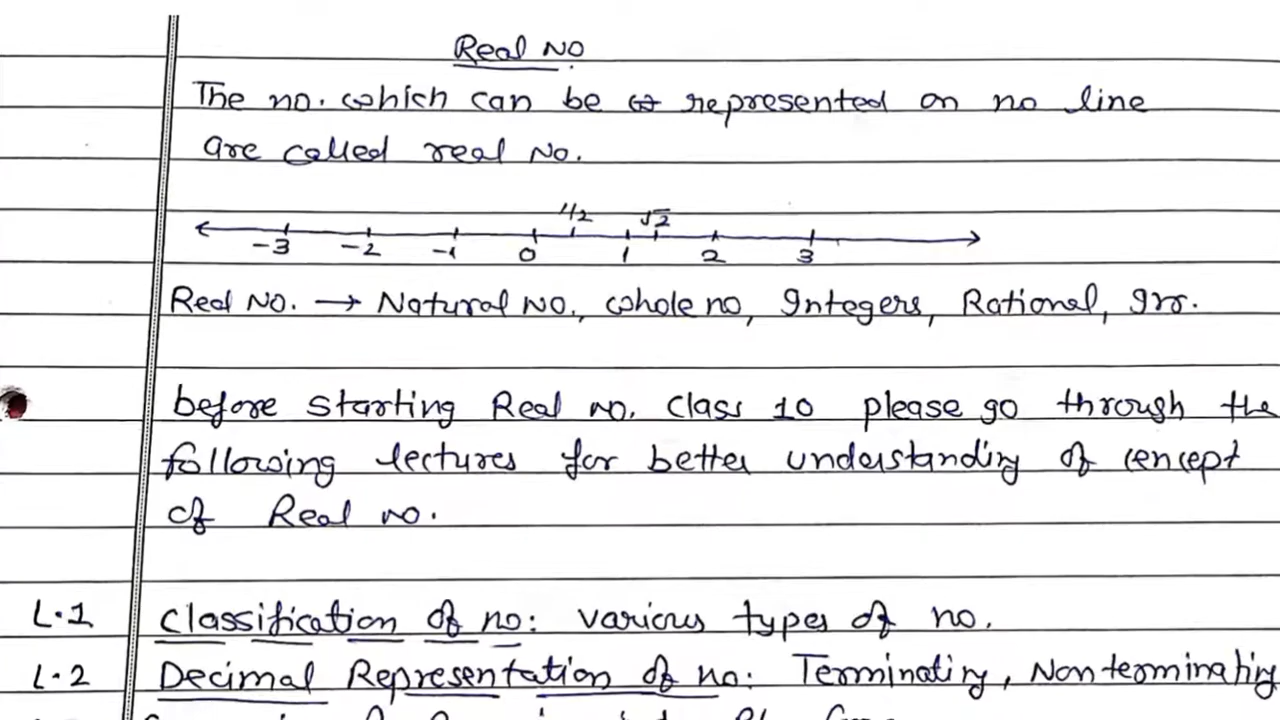 Real NO.
The no. which can be represented on no line
are called real No.
1/2 √2
-3 -2 -1 0 1 2 3
Real NO. → Natural NO., whole no, Integers, Rational, Irr.
before starting Real no. class 10 please go through the
following lectures for better understanding of concept
of Real no.
L.1 Classification of no: various types of no.
L.2 Decimal Representation of no: Terminating, Non terminating